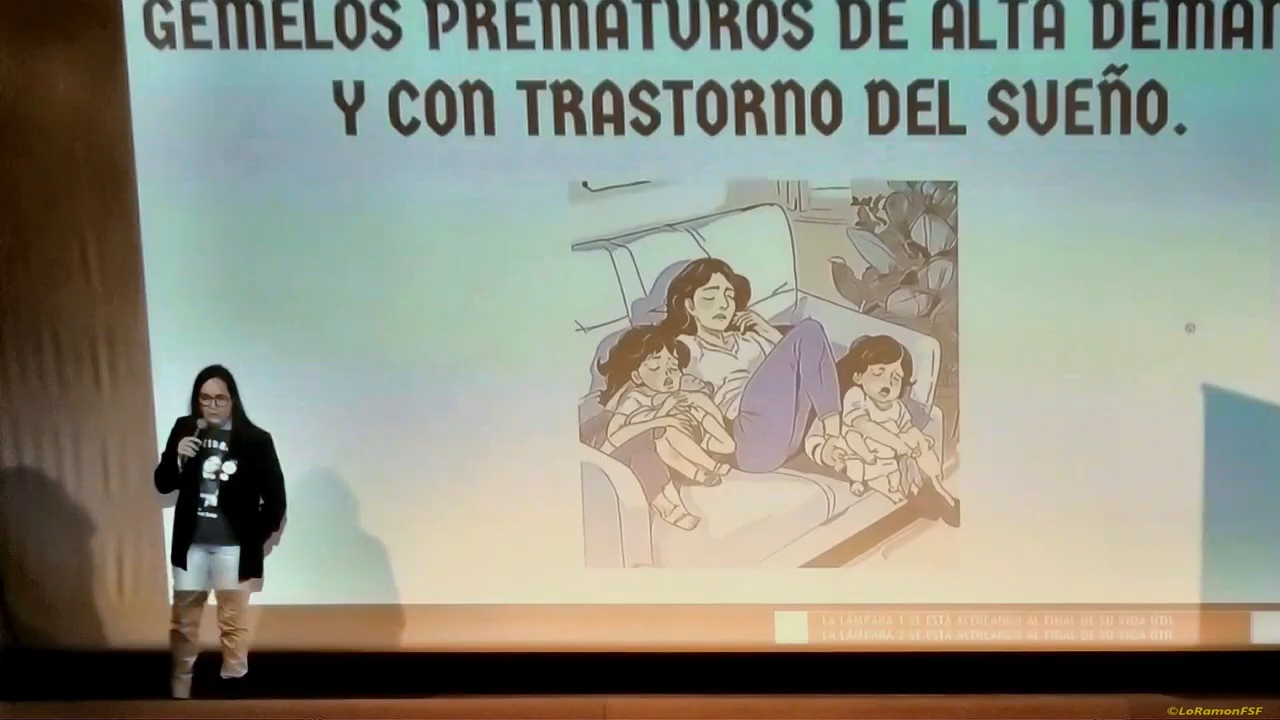 GEMELOS PREMATUROS DE ALTA DEMAN
Y CON TRASTORNO DEL SUEÑO.
LA LÁMPARA 1 SE ESTÁ ACERCANDO AL FINAL DE SU VIDA ÚTIL
LA LÁMPARA 2 SE ESTÁ ACERCANDO AL FINAL DE SU VIDA ÚTIL
©LoRamonFSF